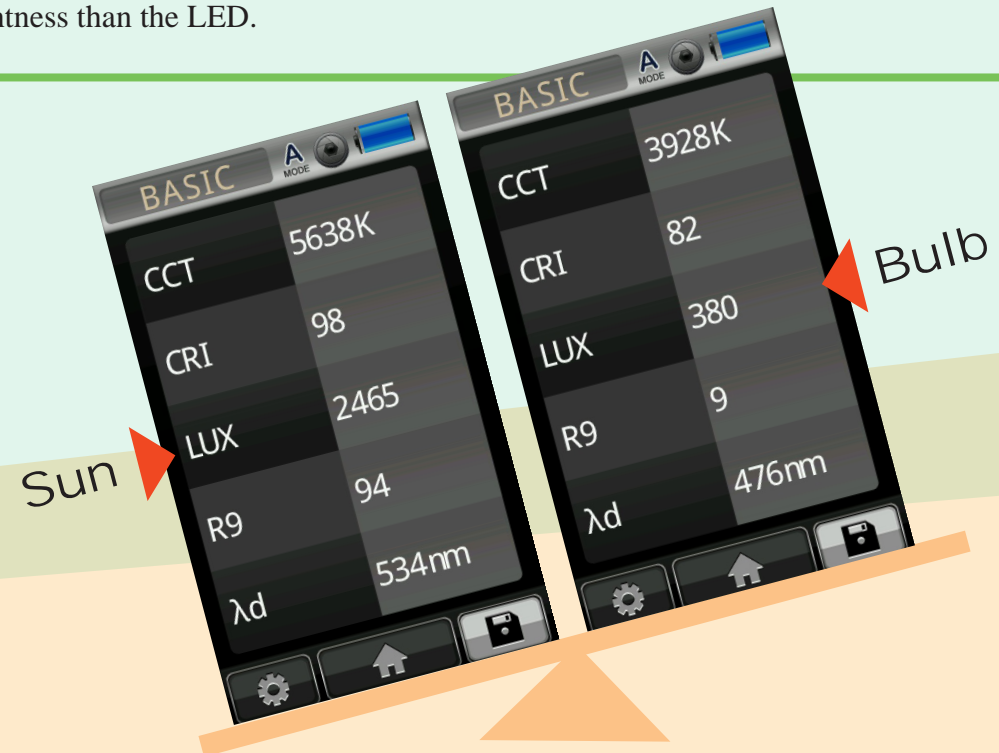 ntness than the LED.
BASIC
A
MODE
CCT 5638K
CRI 98
LUX 2465
R9 94
λd 534nm
Sun
BASIC
A
MODE
CCT 3928K
CRI 82
LUX 380
R9 9
λd 476nm
Bulb